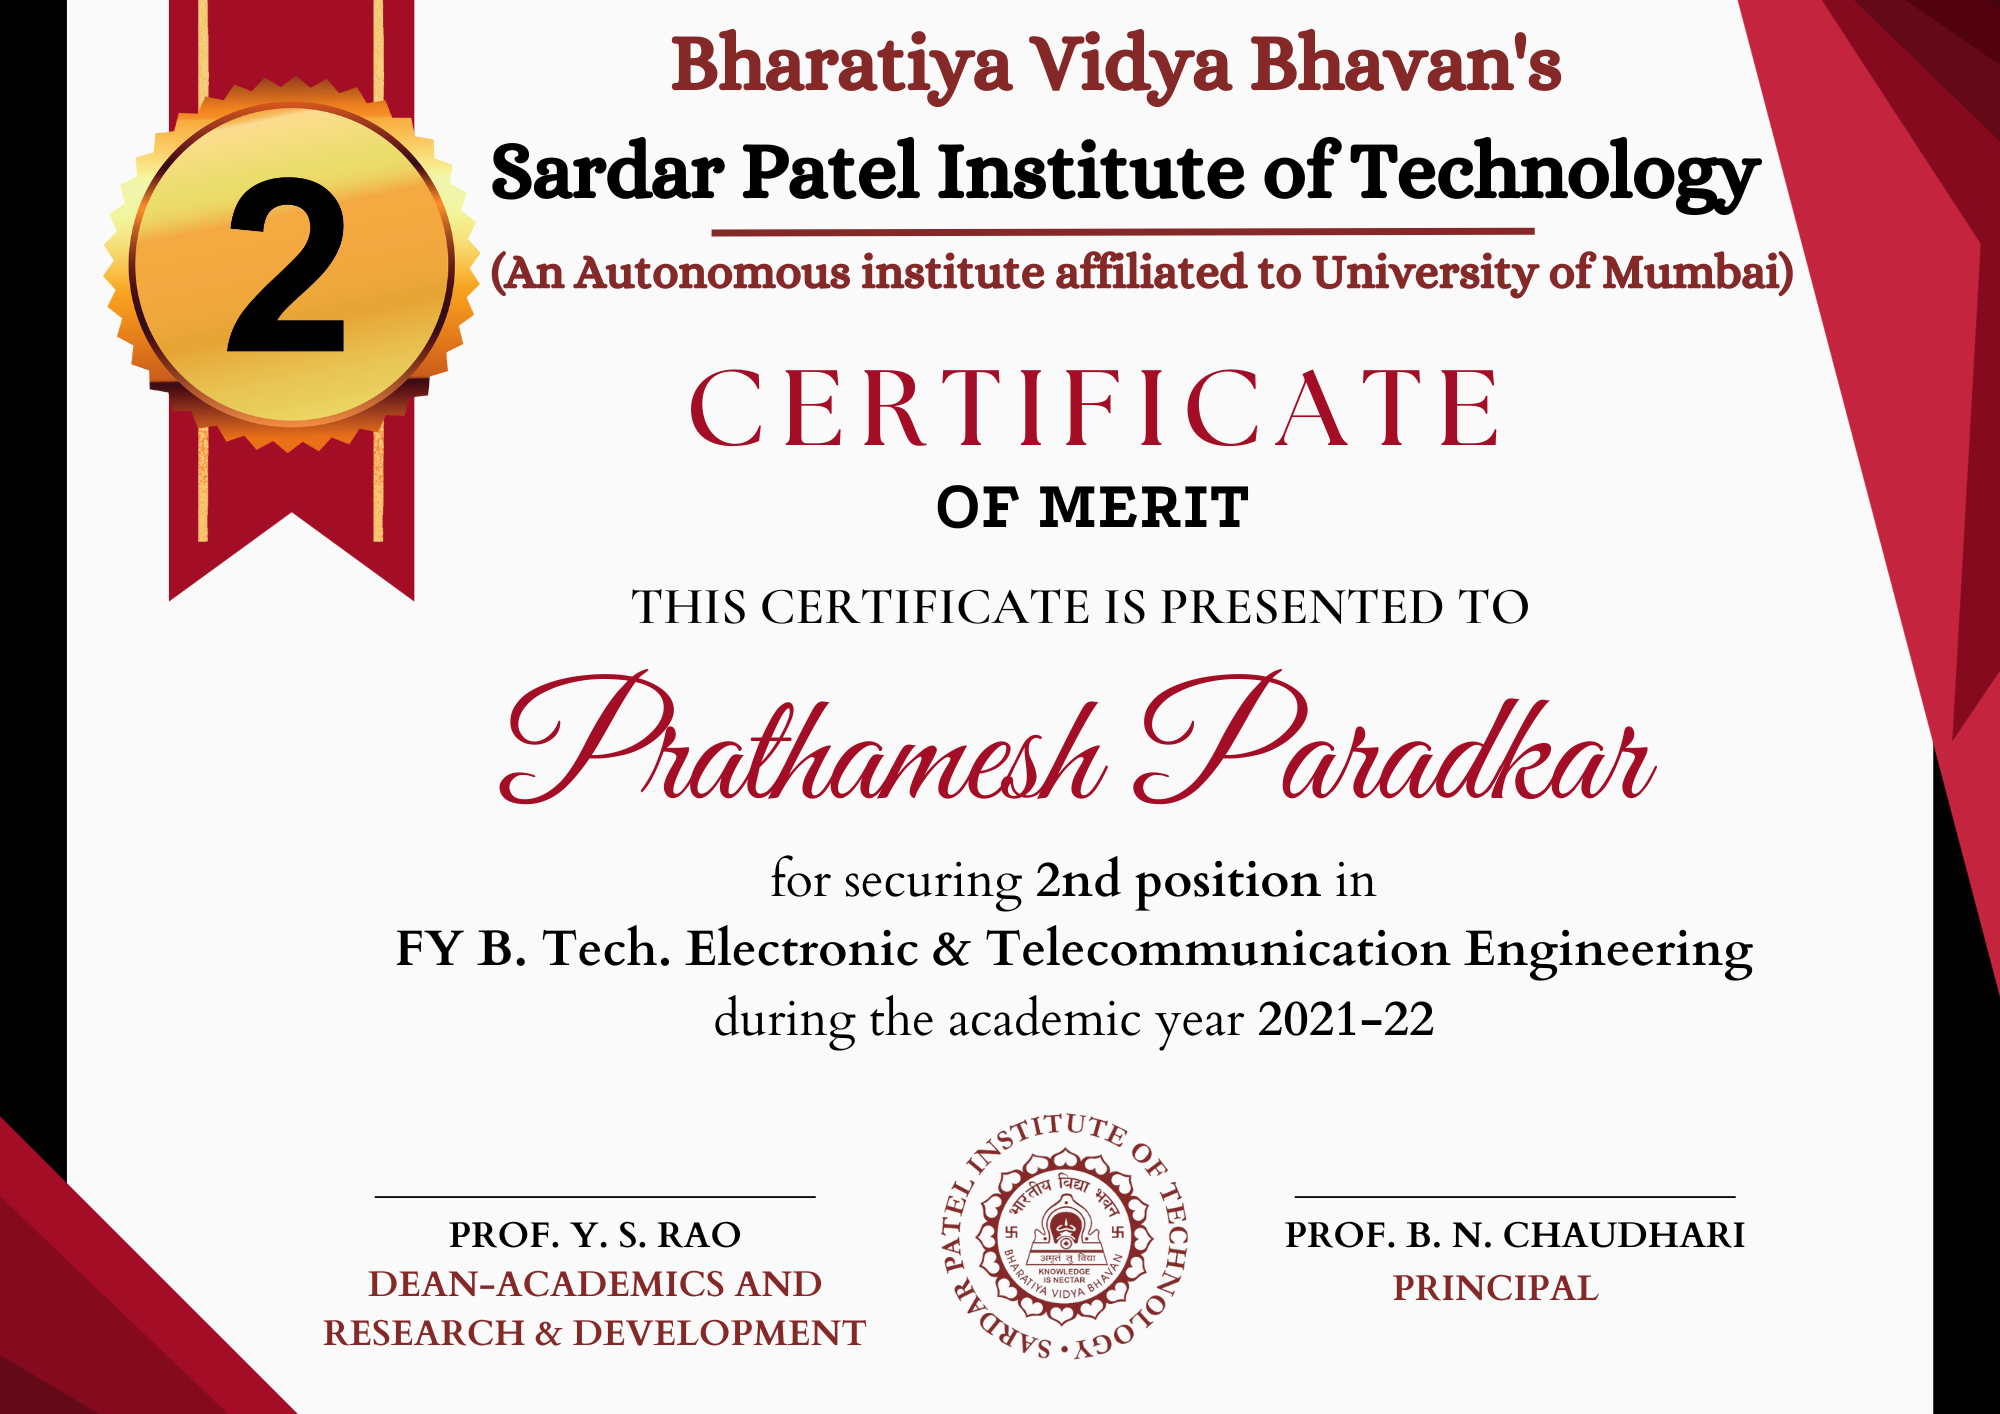 Bharatiya Vidya Bhavan's
Sardar Patel Institute of Technology
(An Autonomous institute affiliated to University of Mumbai)
2
CERTIFICATE
OF MERIT
THIS CERTIFICATE IS PRESENTED TO
Prathamesh Paradkar
for securing 2nd position in
FY B. Tech. Electronic & Telecommunication Engineering
during the academic year 2021-22
PROF. Y. S. RAO
DEAN-ACADEMICS AND
RESEARCH & DEVELOPMENT
SARDAR PATEL INSTITUTE OF TECHNOLOGY •
भारतीय विद्या भवन
अमृतं तु विद्या
KNOWLEDGE
IS NECTAR
BHARATIYA VIDYA BHAVAN
PROF. B. N. CHAUDHARI
PRINCIPAL